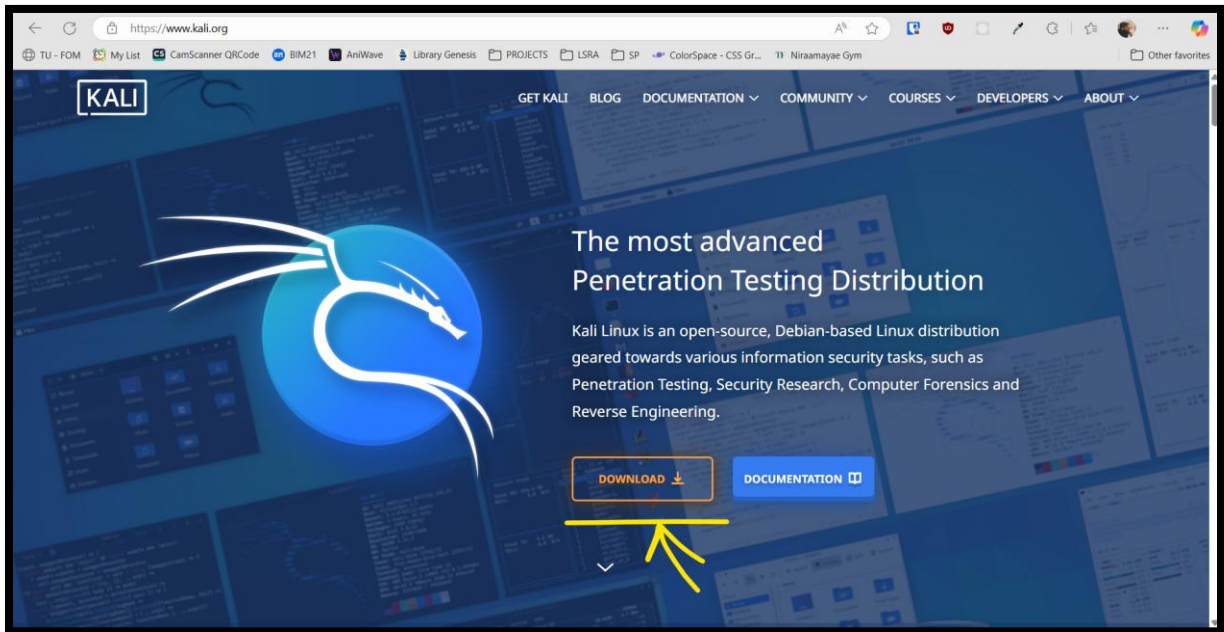 https://www.kali.org
TU - FOM My List CamScanner QRCode BIM21 AniWave Library Genesis PROJECTS LSRA SP ColorSpace - CSS Gr... Niraamayae Gym Other favorites
KALI GET KALI BLOG DOCUMENTATION COMMUNITY COURSES DEVELOPERS ABOUT
The most advanced
Penetration Testing Distribution
Kali Linux is an open-source, Debian-based Linux distribution
geared towards various information security tasks, such as
Penetration Testing, Security Research, Computer Forensics and
Reverse Engineering.
DOWNLOAD DOCUMENTATION